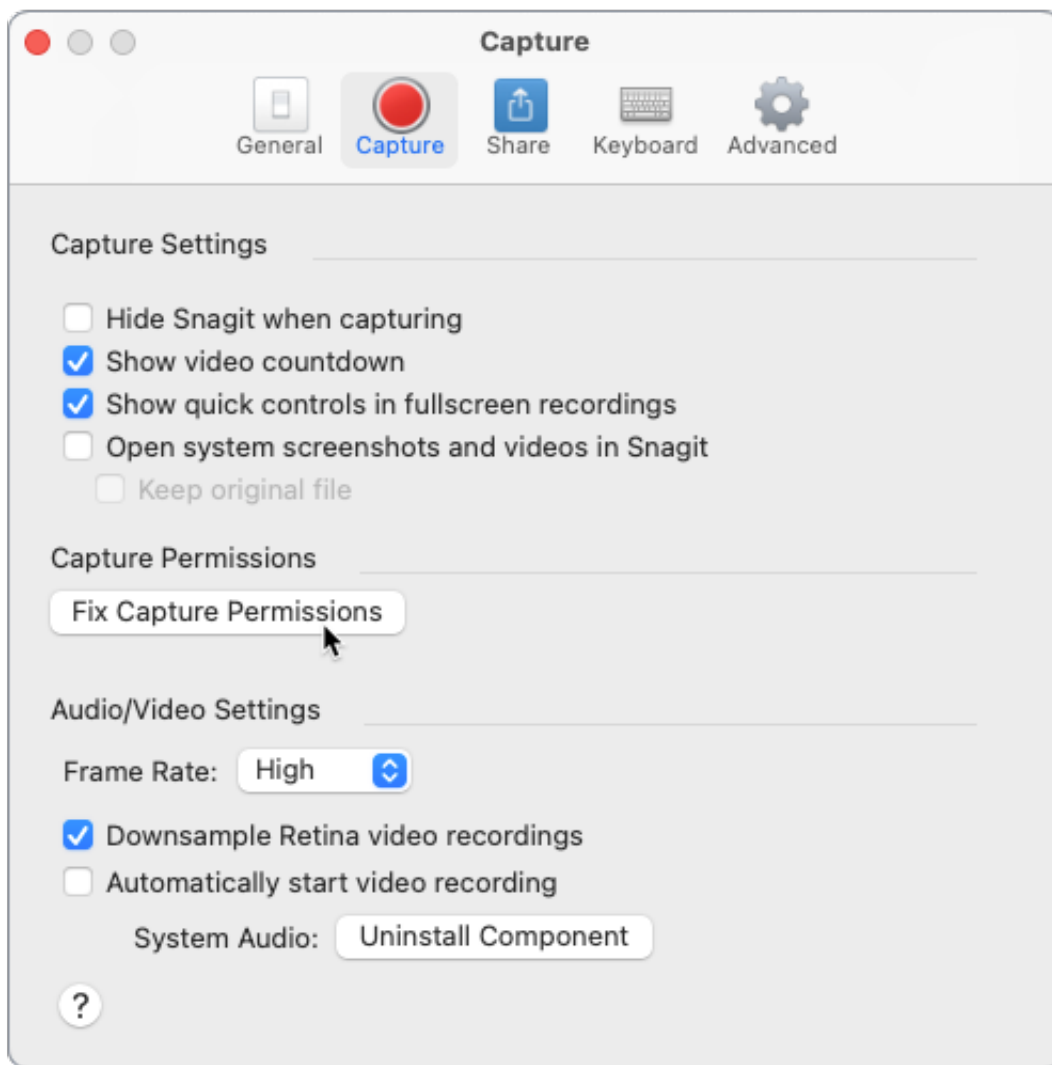 Capture
General Capture Share Keyboard Advanced
Capture Settings
Hide Snagit when capturing
Show video countdown
Show quick controls in fullscreen recordings
Open system screenshots and videos in Snagit
Keep original file
Capture Permissions
Fix Capture Permissions
Audio/Video Settings
Frame Rate: High
Downsample Retina video recordings
Automatically start video recording
System Audio: Uninstall Component
?